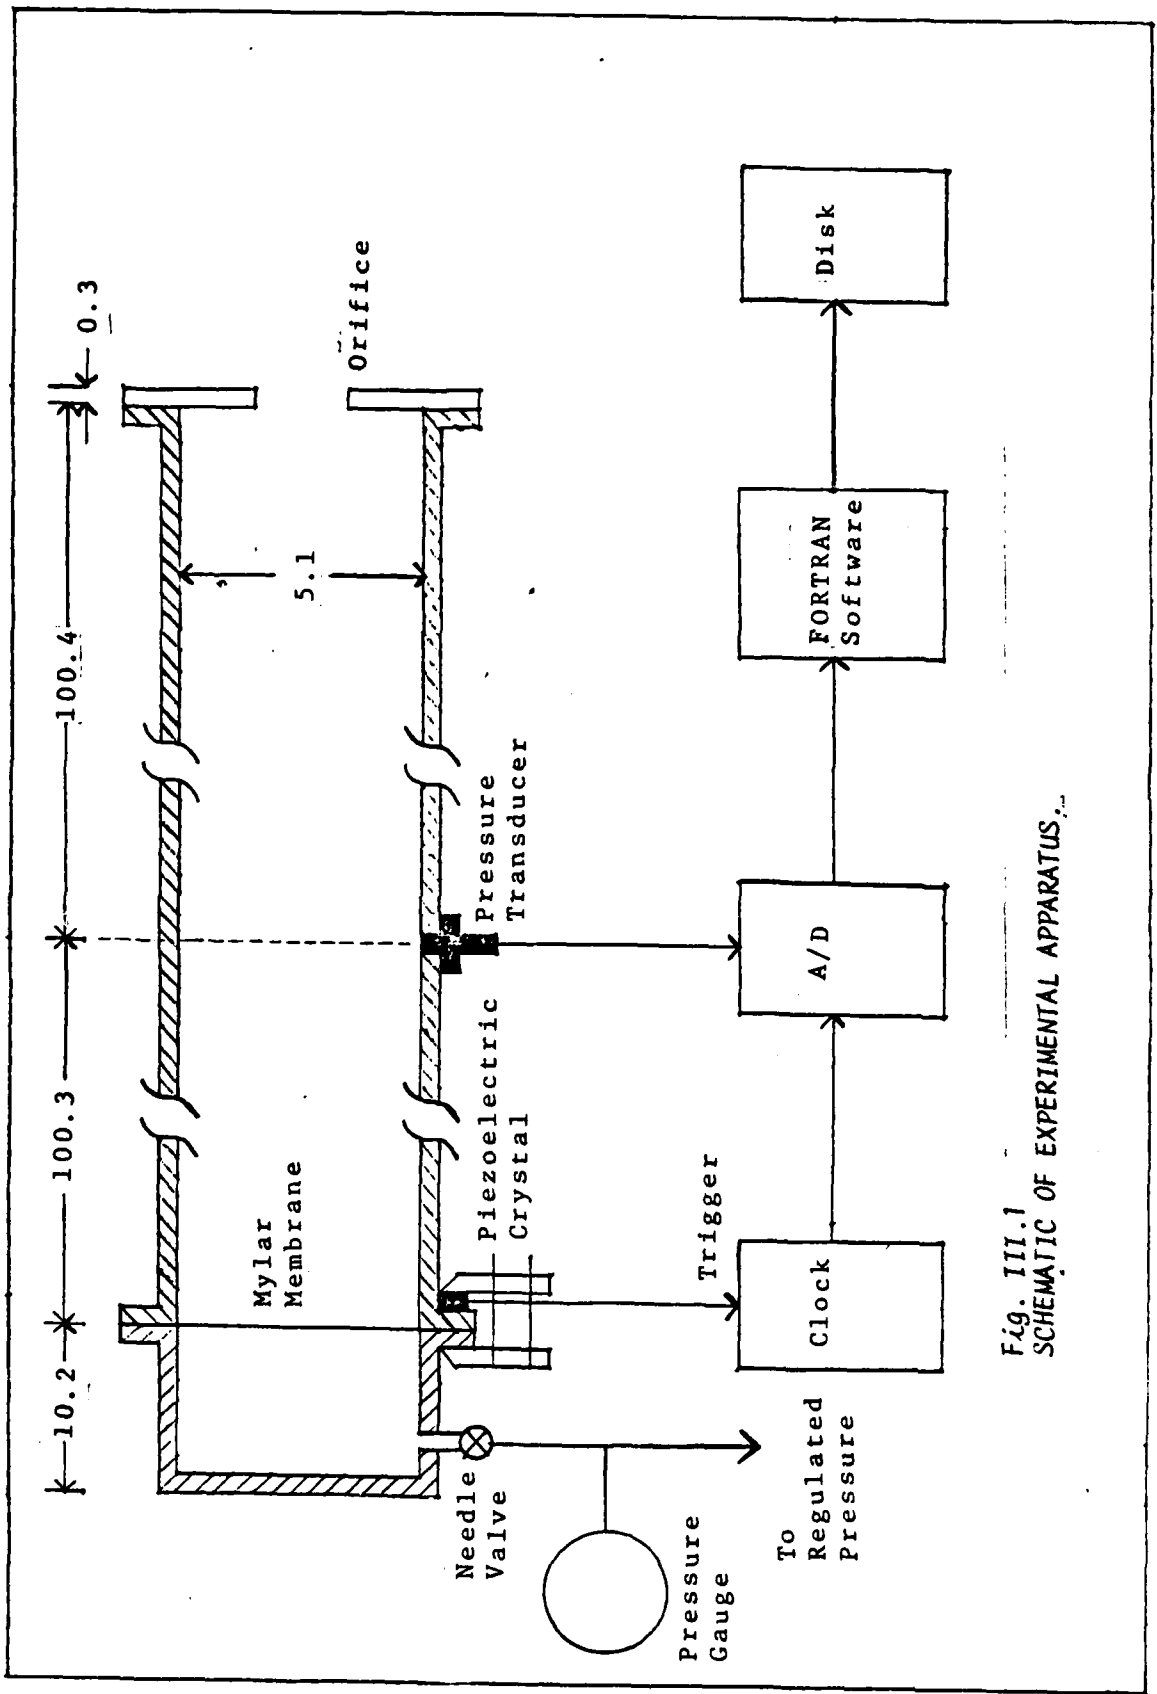 10.2
100.3
100.4
0.3
Mylar
Membrane
5.1
Orifice
Needle
Valve
Piezoelectric
Crystal
Pressure
Transducer
Pressure
Gauge
To
Regulated
Pressure
Trigger
Clock
A/D
FORTRAN
Software
Disk
Fig. III.1
SCHEMATIC OF EXPERIMENTAL APPARATUS.